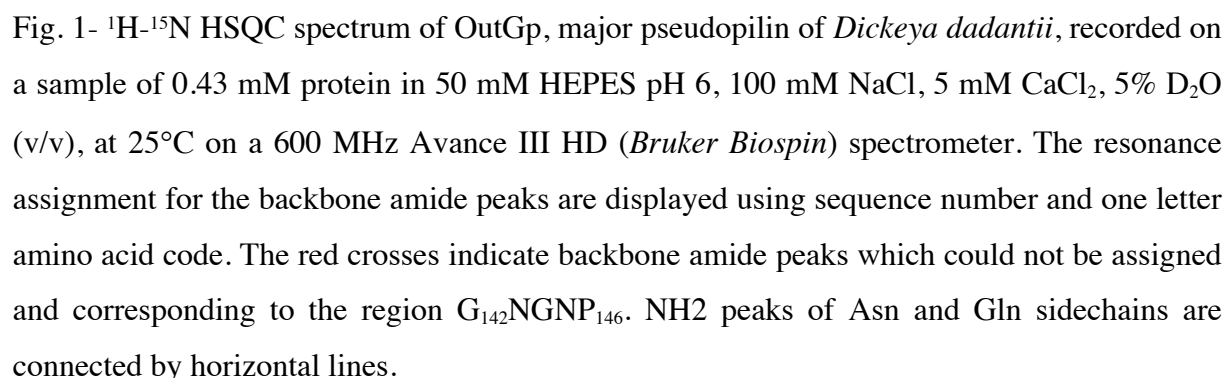 Fig. 1- ¹H-¹⁵N HSQC spectrum of OutGp, major pseudopilin of Dickeya dadantii, recorded on
a sample of 0.43 mM protein in 50 mM HEPES pH 6, 100 mM NaCl, 5 mM CaCl₂, 5% D₂O
(v/v), at 25°C on a 600 MHz Avance III HD (Bruker Biospin) spectrometer. The resonance
assignment for the backbone amide peaks are displayed using sequence number and one letter
amino acid code. The red crosses indicate backbone amide peaks which could not be assigned
and corresponding to the region G₁₄₂NGNP₁₄₆. NH2 peaks of Asn and Gln sidechains are
connected by horizontal lines.